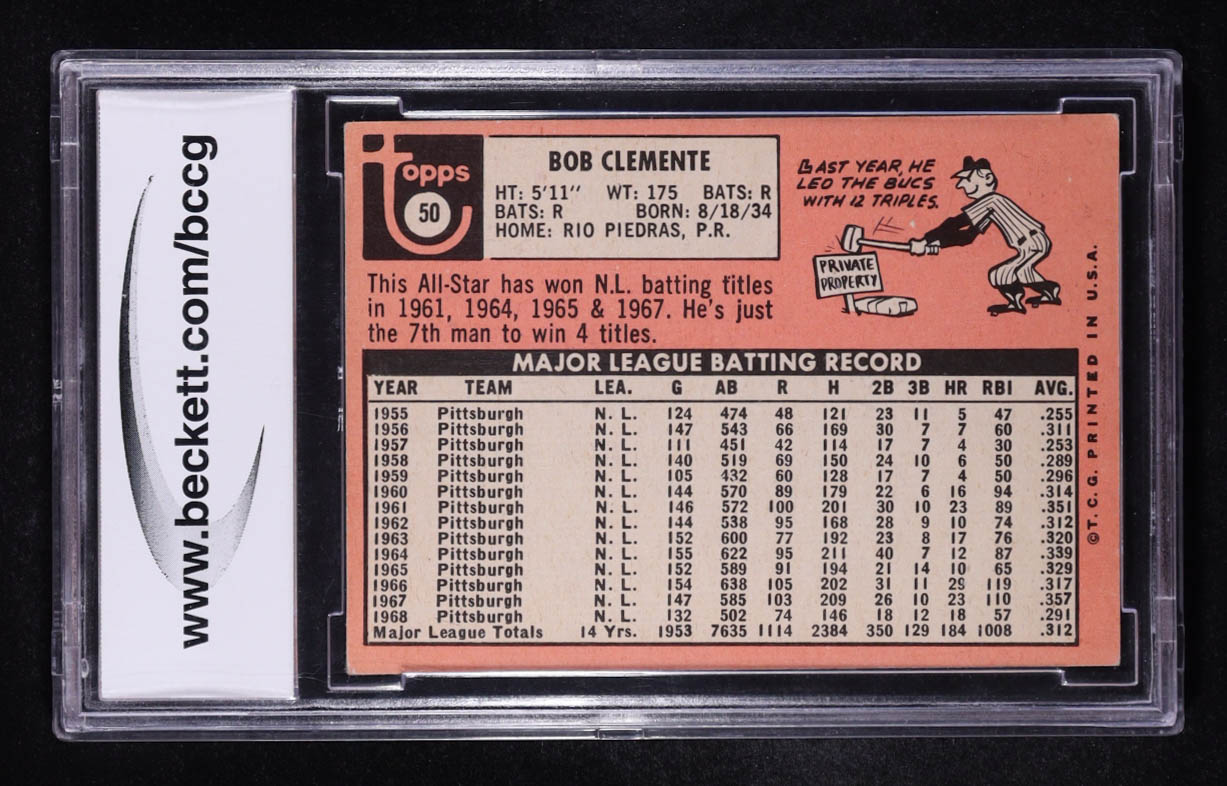 www.beckett.com/bccg
topps
50
BOB CLEMENTE
HT: 5'11" WT: 175 BATS: R
BATS: R BORN: 8/18/34
HOME: RIO PIEDRAS, P.R.
LAST YEAR, HE
LED THE BUCS
WITH 12 TRIPLES.
PRIVATE
PROPERTY
This All-Star has won N.L. batting titles
in 1961, 1964, 1965 & 1967. He's just
the 7th man to win 4 titles.
MAJOR LEAGUE BATTING RECORD
YEAR TEAM LEA. G AB R H 2B 3B HR RBI AVG.
1955 Pittsburgh N. L. 124 474 48 121 23 11 5 47 .255
1956 Pittsburgh N. L. 147 543 66 169 30 7 7 60 .311
1957 Pittsburgh N. L. 111 451 42 114 17 7 4 30 .253
1958 Pittsburgh N. L. 140 519 69 150 24 10 6 50 .289
1959 Pittsburgh N. L. 105 432 60 128 17 7 4 50 .296
1960 Pittsburgh N. L. 144 570 89 179 22 6 16 94 .314
1961 Pittsburgh N. L. 146 572 100 201 30 10 23 89 .351
1962 Pittsburgh N. L. 144 538 95 168 28 9 10 74 .312
1963 Pittsburgh N. L. 152 600 77 192 23 8 17 76 .320
1964 Pittsburgh N. L. 155 622 95 211 40 7 12 87 .339
1965 Pittsburgh N. L. 152 589 91 194 21 14 10 65 .329
1966 Pittsburgh N. L. 154 638 105 202 31 11 29 119 .317
1967 Pittsburgh N. L. 147 585 103 209 26 10 23 110 .357
1968 Pittsburgh N. L. 132 502 74 146 18 12 18 57 .291
Major League Totals 14 Yrs. 1953 7635 1114 2384 350 129 184 1008 .312
©T. C. G. PRINTED IN U.S.A.